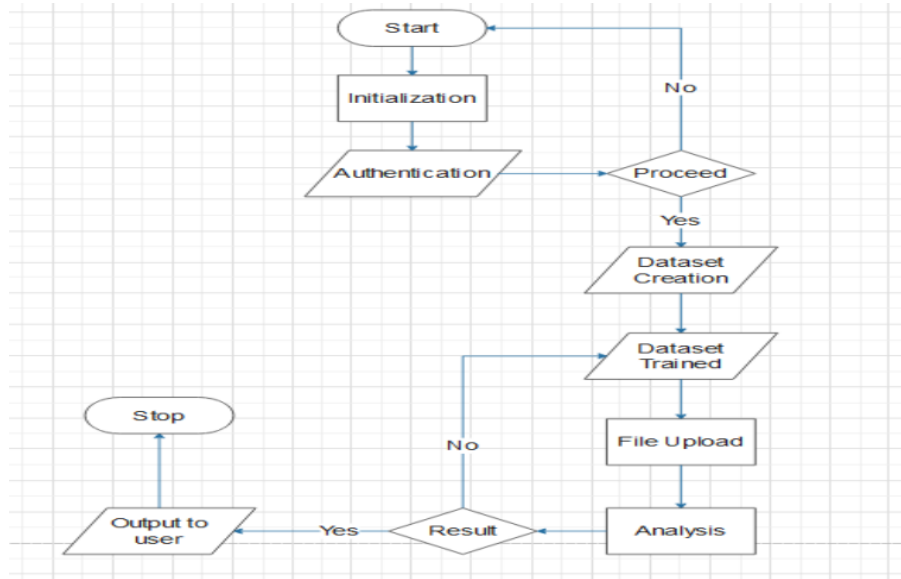 Start
No
Initialization
Authentication
Proceed
Yes
Dataset
Creation
Dataset
Trained
Stop
No
File Upload
Output to
user
Yes
Result
Analysis